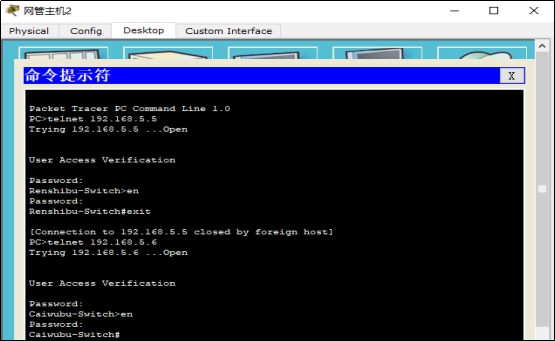 网管主机2
Physical Config Desktop Custom Interface
命令提示符 X
Packet Tracer PC Command Line 1.0
PC>telnet 192.168.5.5
Trying 192.168.5.5 ...Open
User Access Verification
Password:
Renshibu-Switch>en
Password:
Renshibu-Switch#exit
[Connection to 192.168.5.5 closed by foreign host]
PC>telnet 192.168.5.6
Trying 192.168.5.6 ...Open
User Access Verification
Password:
Caiwubu-Switch>en
Password:
Caiwubu-Switch#